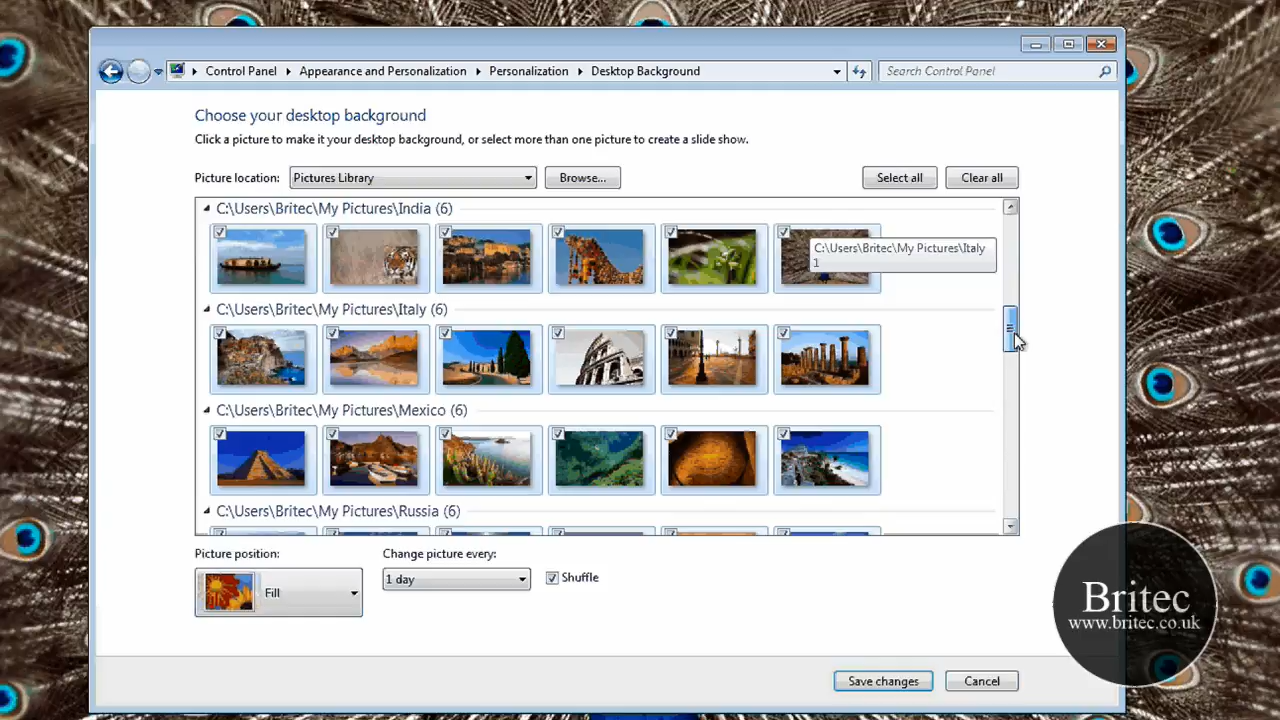 Control Panel
Appearance and Personalization
Personalization
Desktop Background
Search Control Panel
Choose your desktop background
Click a picture to make it your desktop background, or select more than one picture to create a slide show.
Picture location:
Pictures Library
Browse...
Select all
Clear all
C:\Users\Britec\My Pictures\India (6)
C:\Users\Britec\My Pictures\Italy
1
C:\Users\Britec\My Pictures\Italy (6)
C:\Users\Britec\My Pictures\Mexico (6)
C:\Users\Britec\My Pictures\Russia (6)
Picture position:
Change picture every:
Fill
1 day
Shuffle
Britec
www.britec.co.uk
Save changes
Cancel